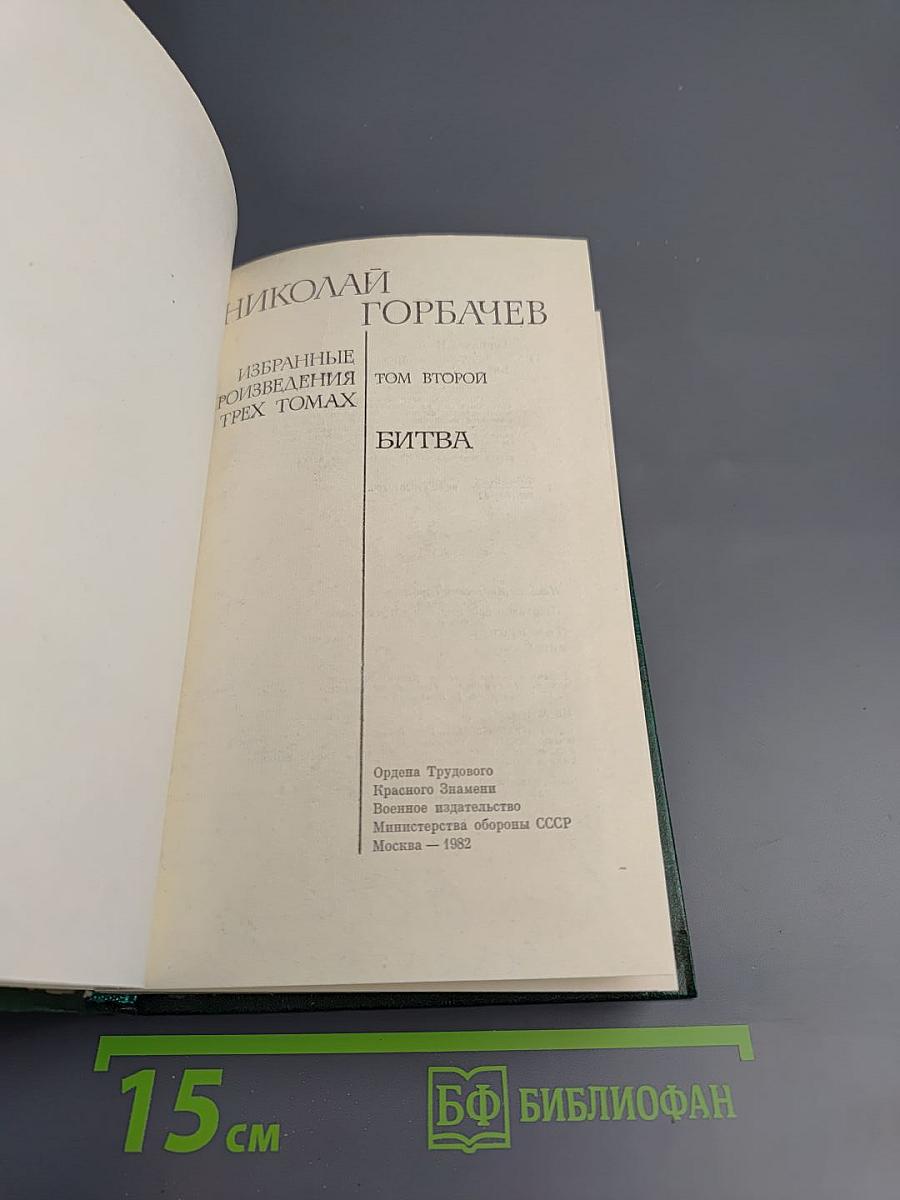 НИКОЛАЙ
ГОРБАЧЕВ
ИЗБРАННЫЕ
РОИЗВЕДЕНИЯ
ТРЕХ ТОМАХ
ТОМ ВТОРОЙ
БИТВА
Ордена Трудового
Красного Знамени
Военное издательство
Министерства обороны СССР
Москва — 1982
15 см
БФ БИБЛИОФАН